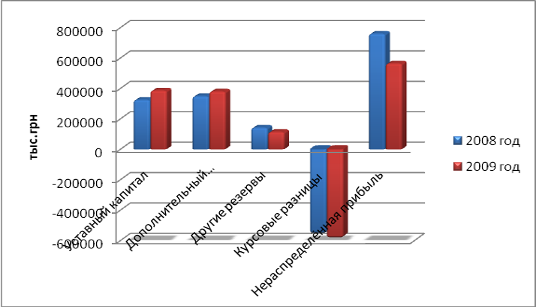 800000
600000
400000
200000
0
-200000
-400000
-600000
тыс.грн
Уставный капитал
Дополнительный...
Другие резервы
Курсовые разницы
Нераспределенная прибыль
2008 год
2009 год